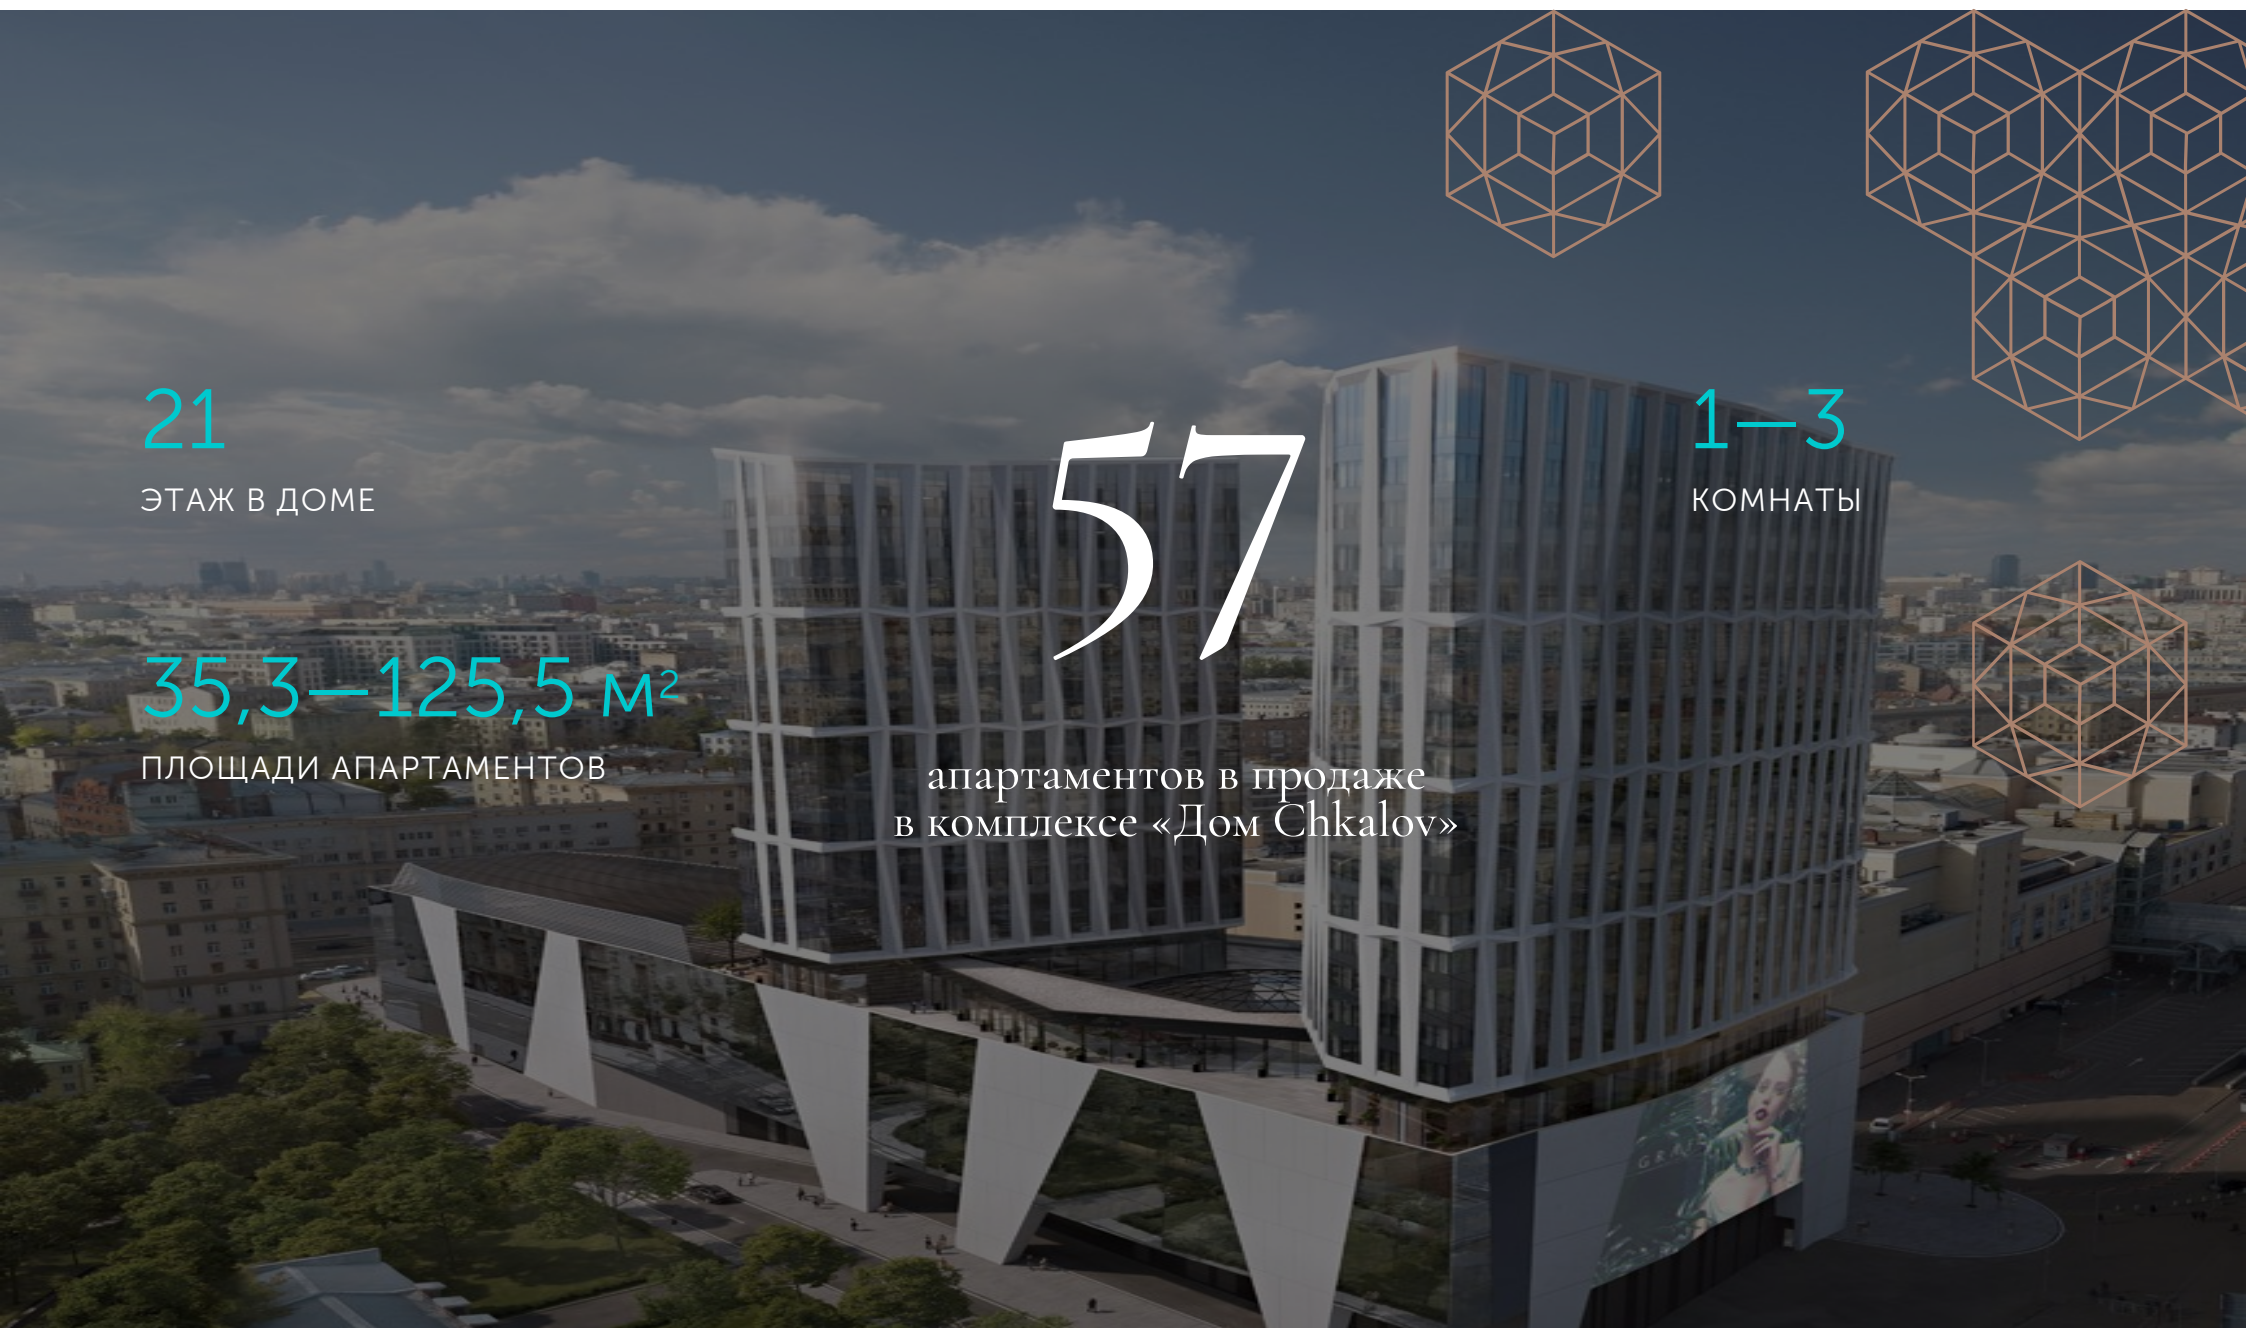 21
ЭТАЖ В ДОМЕ
35,3—125,5 м²
ПЛОЩАДИ АПАРТАМЕНТОВ
57
апартаментов в продаже
в комплексе «Дом Chkalov»
1—3
КОМНАТЫ